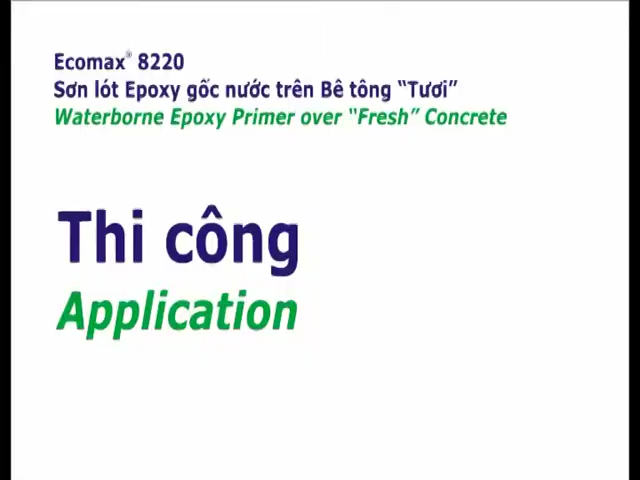 Ecomax® 8220
Sơn lót Epoxy gốc nước trên Bê tông “Tươi”
Waterborne Epoxy Primer over “Fresh” Concrete
Thi công
Application